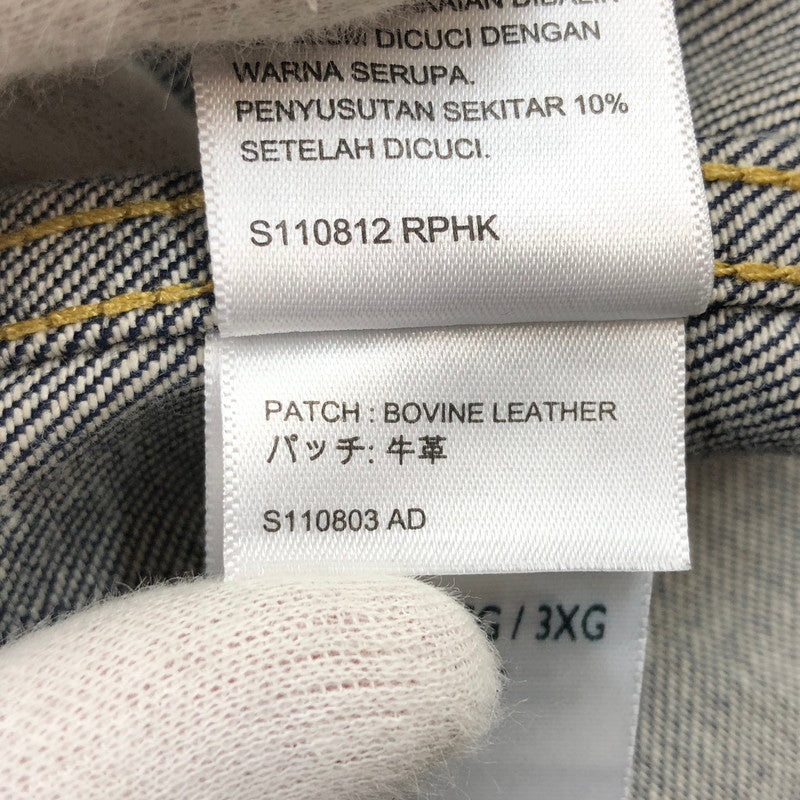 DIBALIK
DICUCI DENGAN
WARNA SERUPA.
PENYUSUTAN SEKITAR 10%
SETELAH DICUCI.
S110812 RPHK
PATCH : BOVINE LEATHER
パッチ: 牛革
S110803 AD
/ 3XG